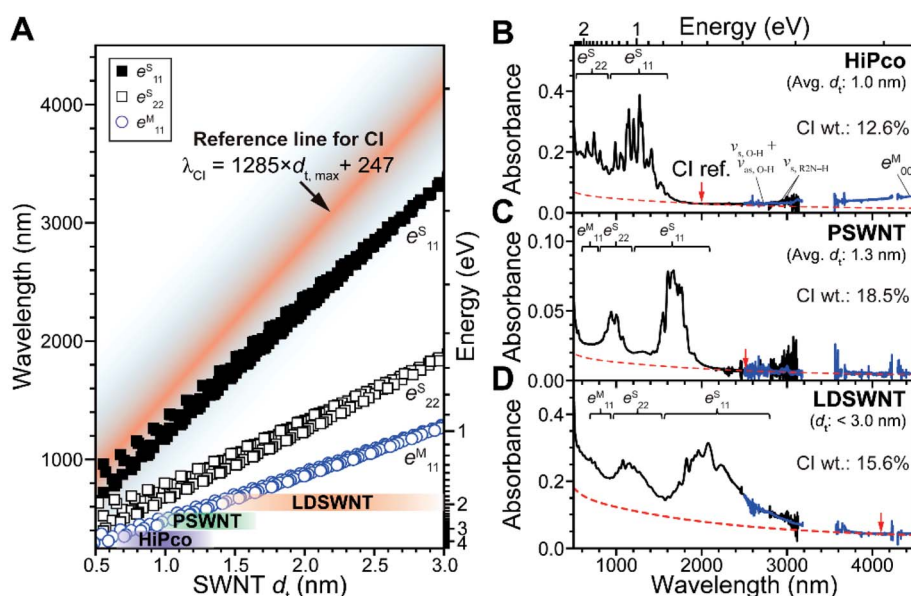 A
4000
3000
2000
1000
Wavelength (nm)
e^S_11
e^S_22
e^M_11
Reference line for CI
λ_CI = 1285×d_t, max + 247
e^S_11
e^S_22
e^M_11
LDSWNT
PSWNT
HiPco
0.5 1.0 1.5 2.0 2.5 3.0
SWNT d_t (nm)
1
2
3
4
Energy (eV)
B
Energy (eV)
2 1
e^S_22 e^S_11
HiPco
(Avg. d_t: 1.0 nm)
CI wt.: 12.6%
CI ref.
ν_s, O-H +
ν_as, O-H
ν_s, R2N–H
e^M_00
0.4
0.2
0.0
Absorbance
C
e^M_11 e^S_22 e^S_11
PSWNT
(Avg. d_t: 1.3 nm)
CI wt.: 18.5%
0.10
0.05
0.00
Absorbance
D
e^M_11 e^S_22 e^S_11
LDSWNT
(d_t: < 3.0 nm)
CI wt.: 15.6%
0.4
0.2
0.0
Absorbance
1000 2000 3000 4000
Wavelength (nm)